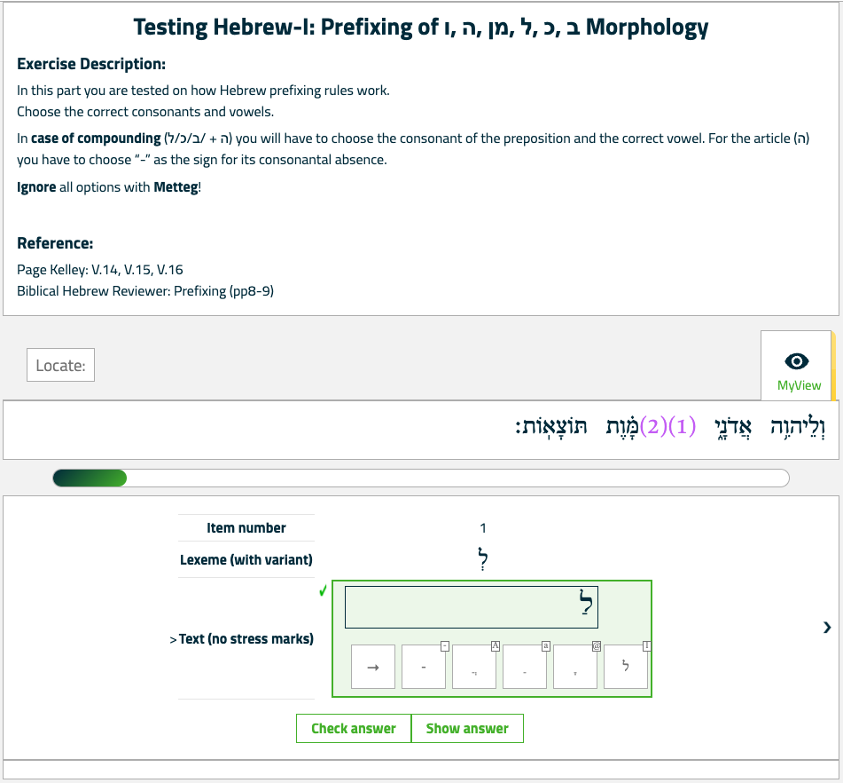 Testing Hebrew-I: Prefixing of ב ,כ ,ל ,מן ,ה ,ו Morphology
Exercise Description:
In this part you are tested on how Hebrew prefixing rules work.
Choose the correct consonants and vowels.
In case of compounding (ל/כ/ב/ + ה) you will have to choose the consonant of the preposition and the correct vowel. For the article (ה)
you have to choose “-” as the sign for its consonantal absence.
Ignore all options with Metteg!
Reference:
Page Kelley: V.14, V.15, V.16
Biblical Hebrew Reviewer: Prefixing (pp8-9)
Locate:
MyView
וְלֵיהוִ֥ה אֲדֹנָ֑י (1)(2)מָּ֗וֶת תּוֹצָאֽוֹת׃
Item number 1
Lexeme (with variant) לְ
✓
לַ
> Text (no stress marks)
→ - A a @ ל l
Check answer Show answer